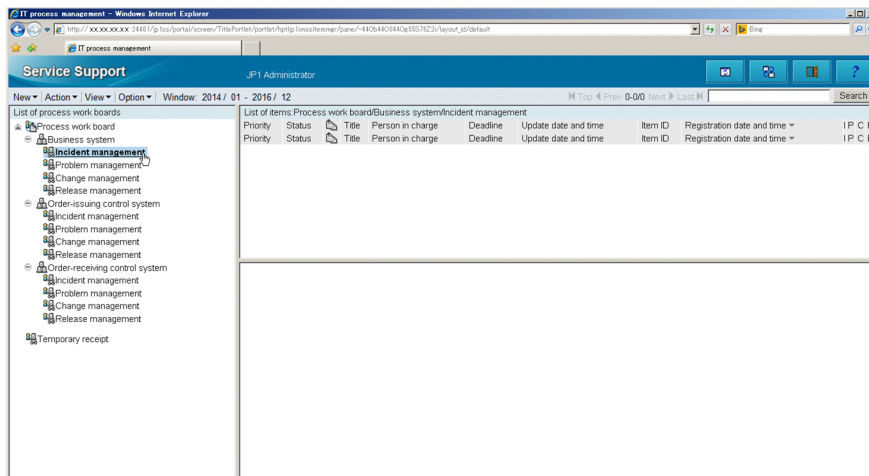 IT process management - Windows Internet Explorer
Bing
IT process management
Service Support
JP1 Administrator
New Action View Option Window: 2014 / 01 - 2016 / 12
Top Prev 0-0/0 Next Last
Search
List of process work boards
Process work board
Business system
Incident management
Problem management
Change management
Release management
Order-issuing control system
Incident management
Problem management
Change management
Release management
Order-receiving control system
Incident management
Problem management
Change management
Release management
Temporary receipt
List of items:Process work board/Business system/Incident management
Priority Status Title Person in charge Deadline Update date and time Item ID Registration date and time I P C
Priority Status Title Person in charge Deadline Update date and time Item ID Registration date and time I P C